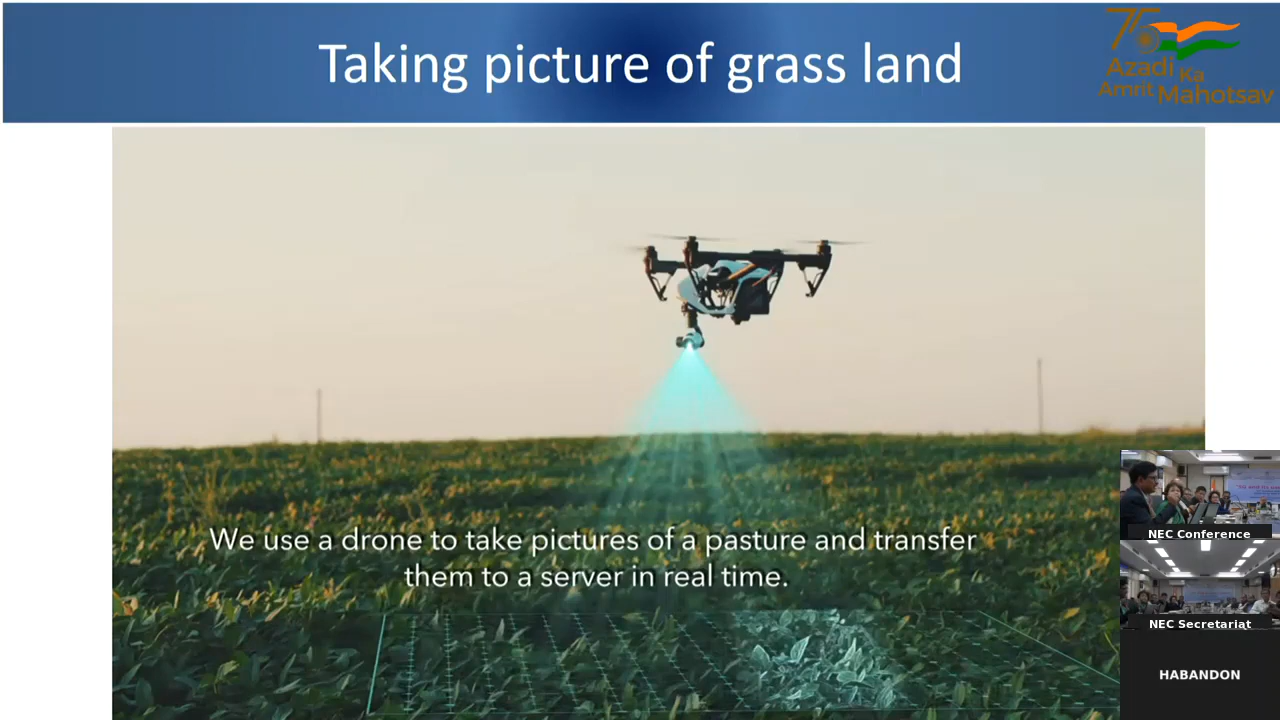 Taking picture of grass land
75
Azadi
Ka
Amrit
Mahotsav
We use a drone to take pictures of a pasture and transfer
them to a server in real time.
NEC Conference
NEC Secretariat
HABANDON